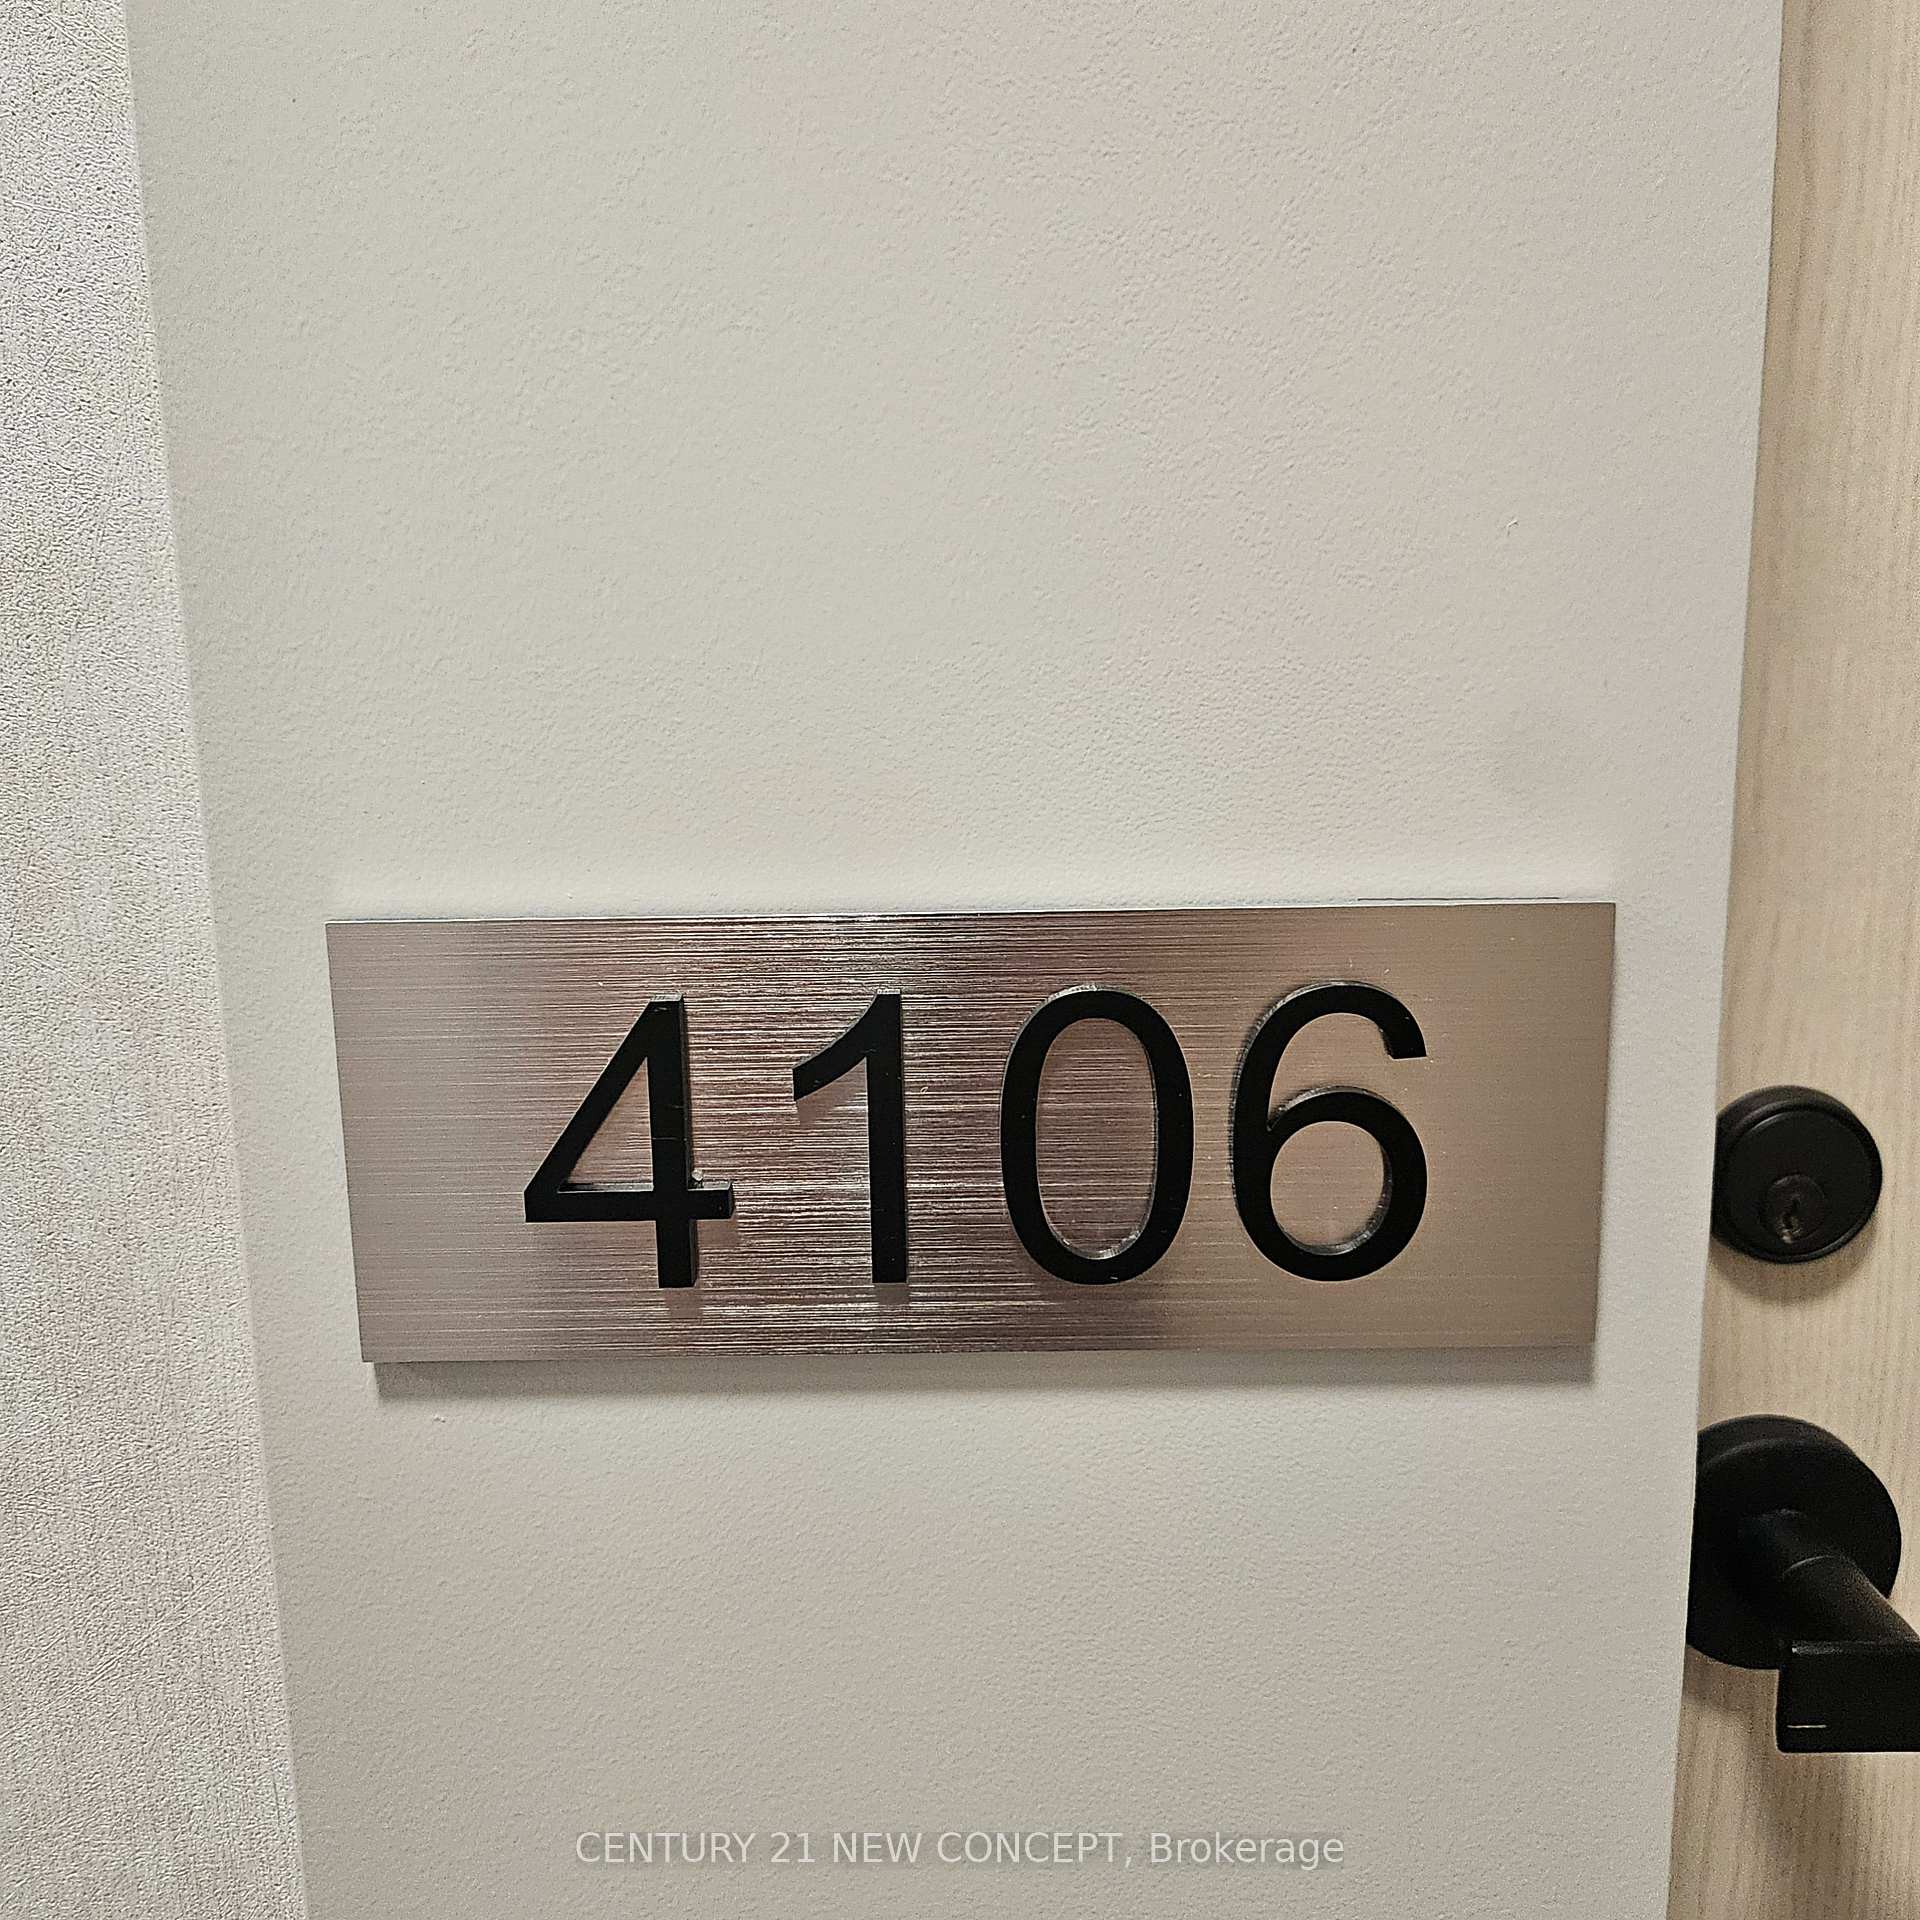 4106
CENTURY 21 NEW CONCEPT, Brokerage